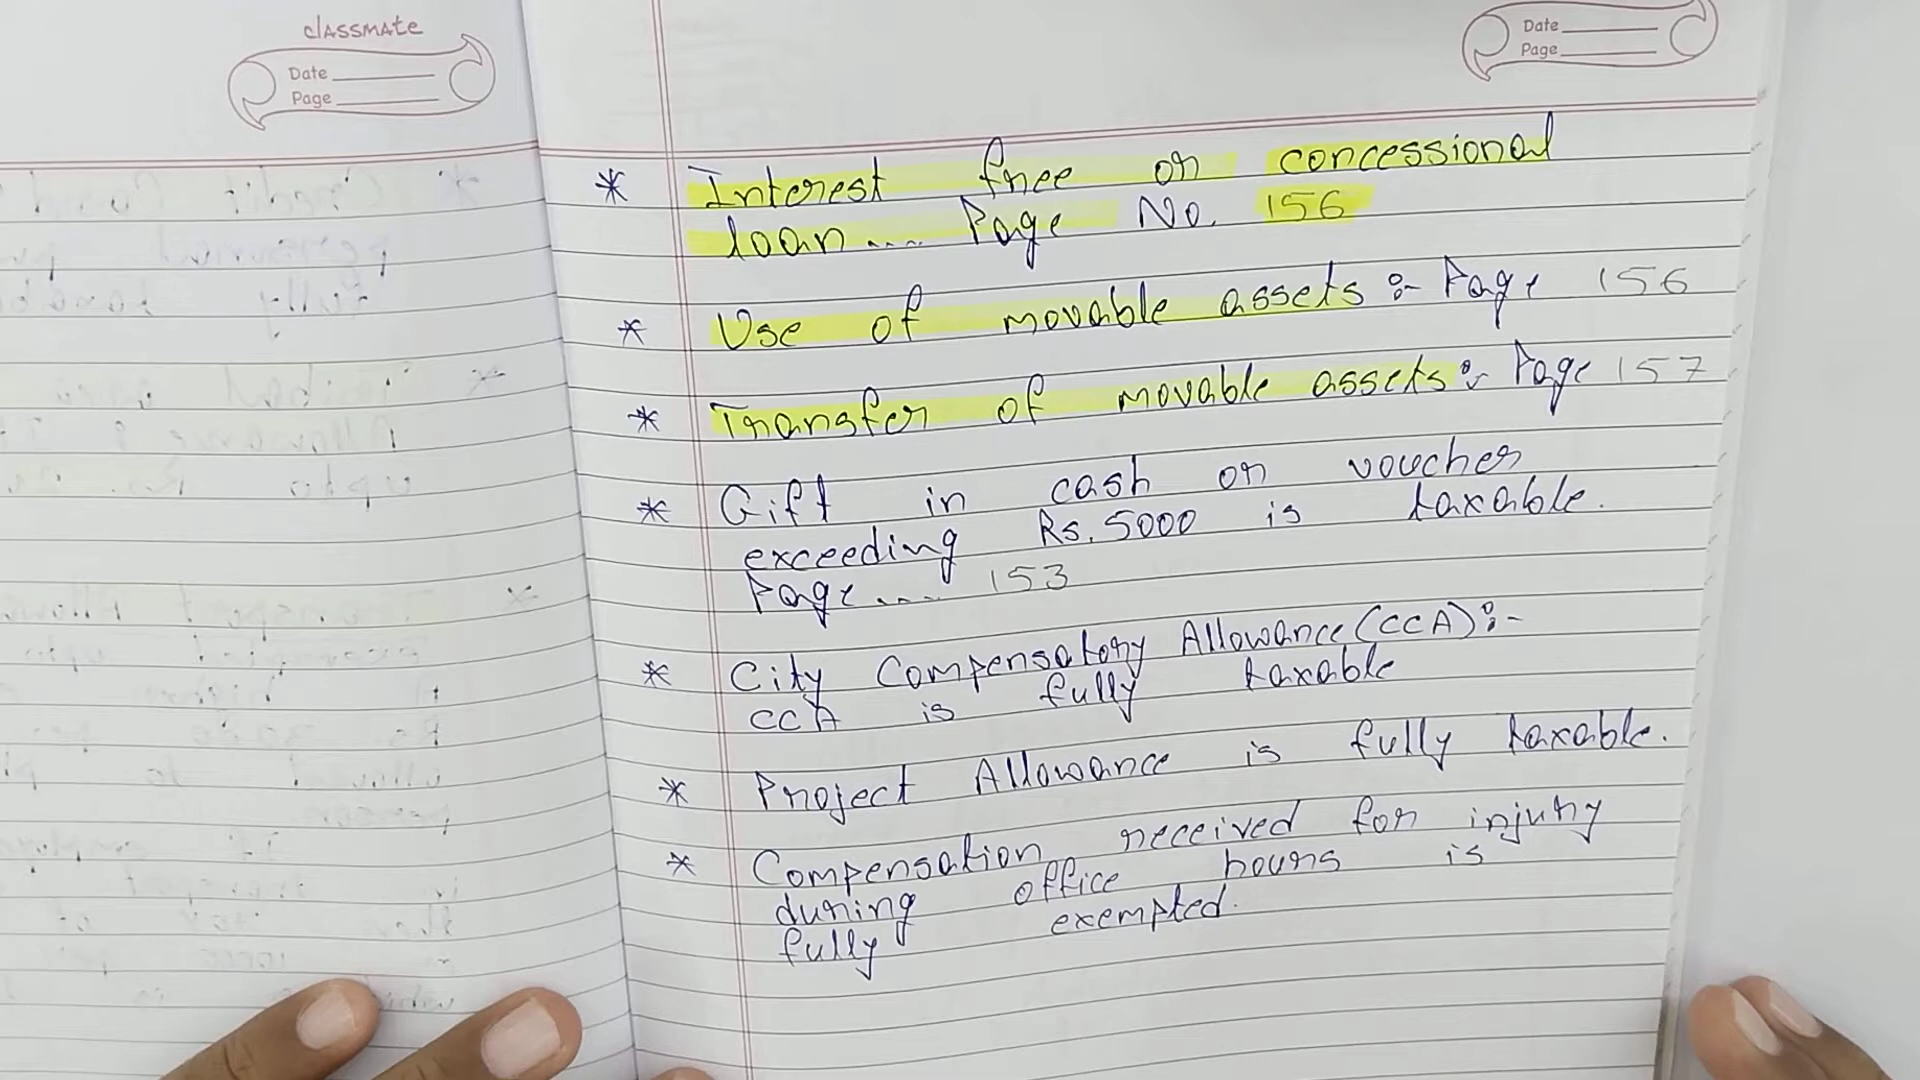 classmate
Date
Page
Date
Page
* Interest free or concessional
loan.... Page No. 156
* Use of movable assets :- Page 156
* Transfer of movable assets :- Page 157
* Gift in cash or voucher
exceeding Rs. 5000 is taxable.
Page .... 153
* City Compensatory Allowance (CCA) :-
CCA is fully taxable
* Project Allowance is fully taxable.
* Compensation received for injury
during office hours is
fully exempted.